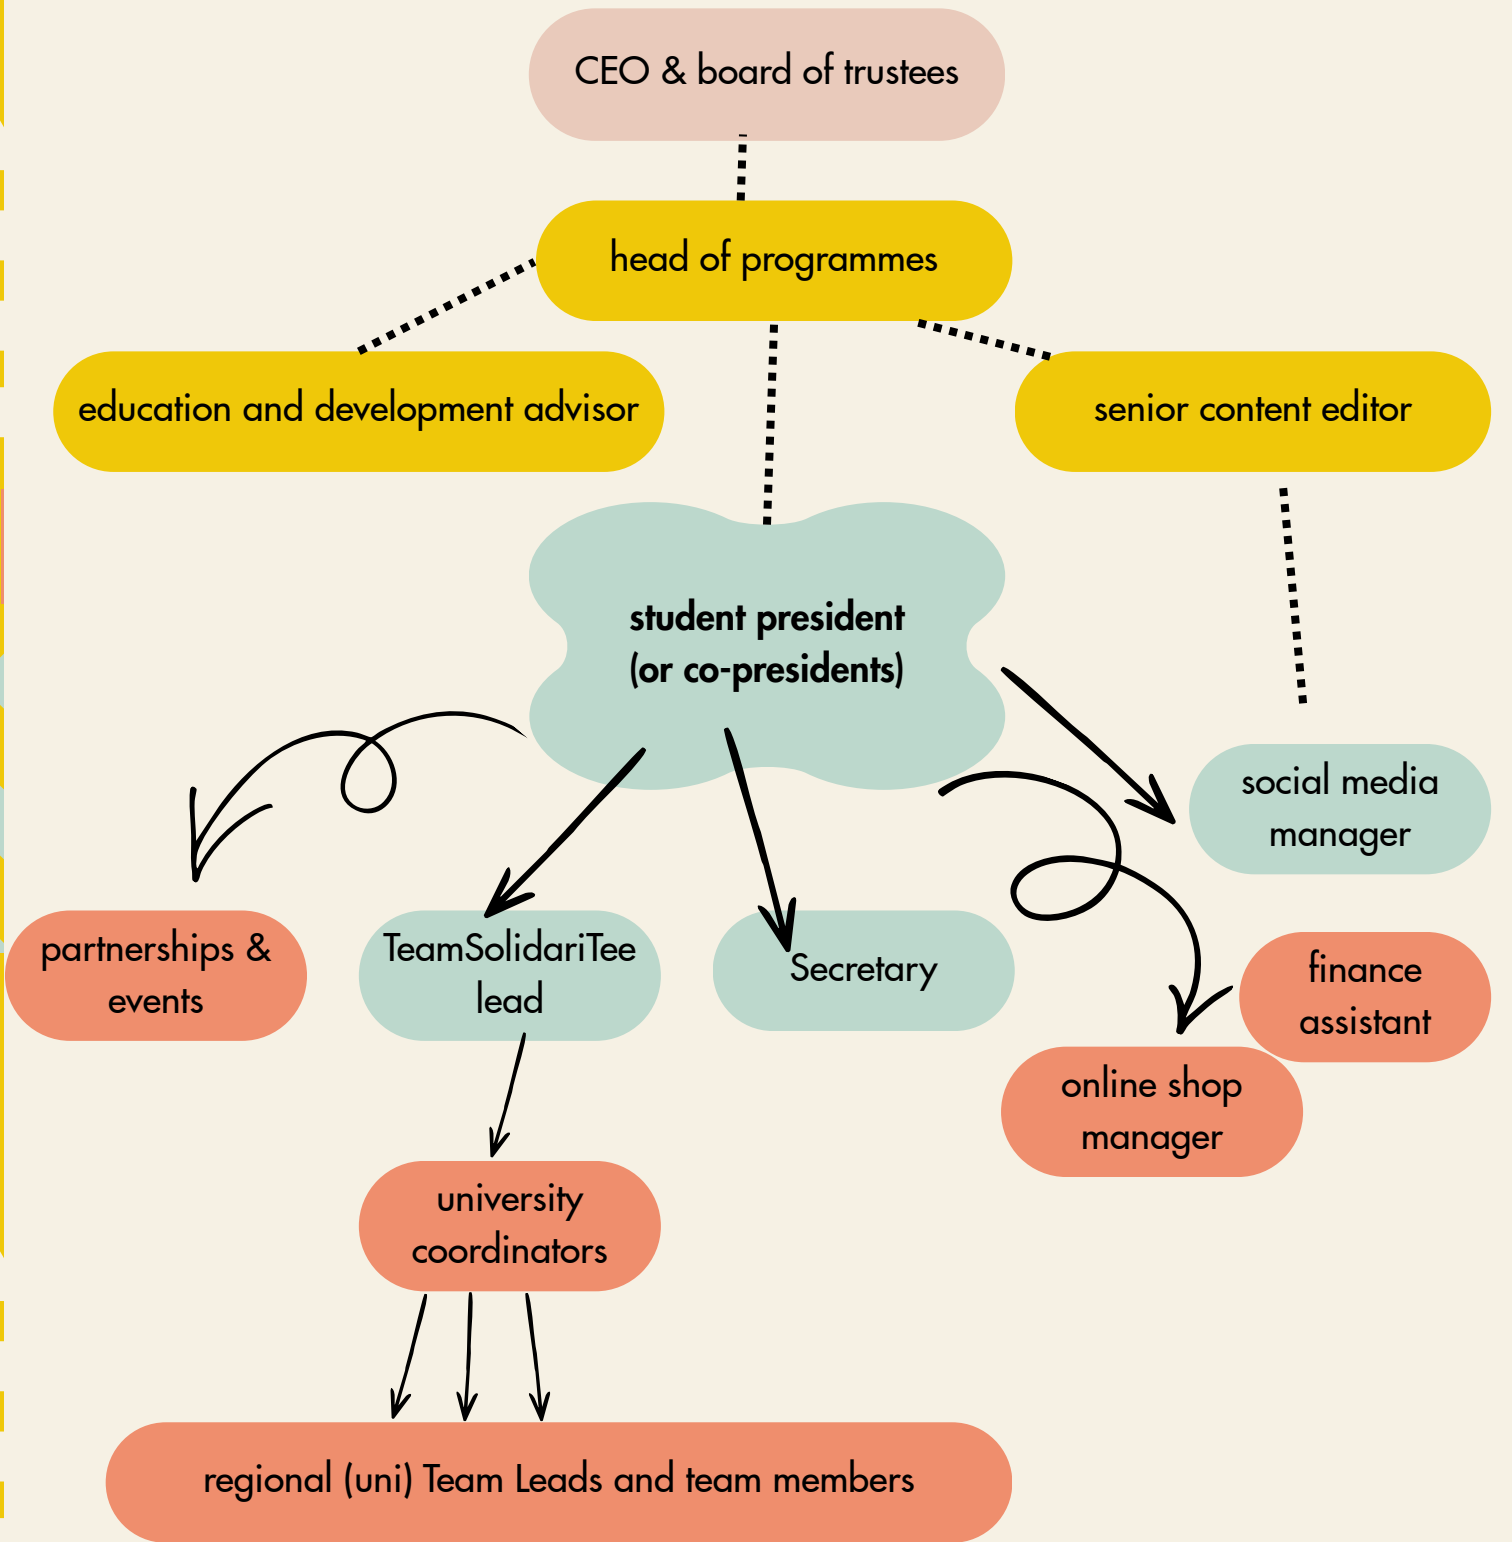 CEO & board of trustees
head of programmes
education and development advisor
senior content editor
student president
(or co-presidents)
social media
manager
partnerships &
events
TeamSolidariTee
lead
Secretary
finance
assistant
online shop
manager
university
coordinators
regional (uni) Team Leads and team members